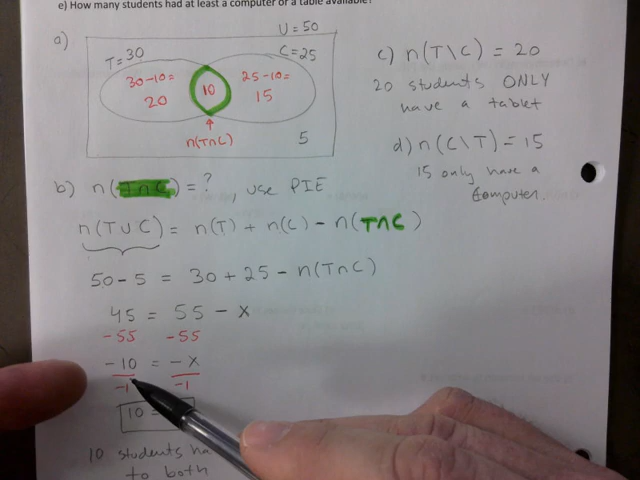 e) How many students had at least a computer or a table available?
a)
U = 50
T = 30
C = 25
30-10=
20
10
25-10=
15
n(T∩C)
5
b) n(T∩C) = ? , use PIE
n(T∪C) = n(T) + n(C) - n(T∩C)
50-5 = 30+25 - n(T∩C)
45 = 55 - x
-55 -55
-10 = -x
-1 -1
10 =
10 students ha
to both
c) n(T\C) = 20
20 students ONLY
have a tablet
d) n(C\T) = 15
15 only have a
Computer.